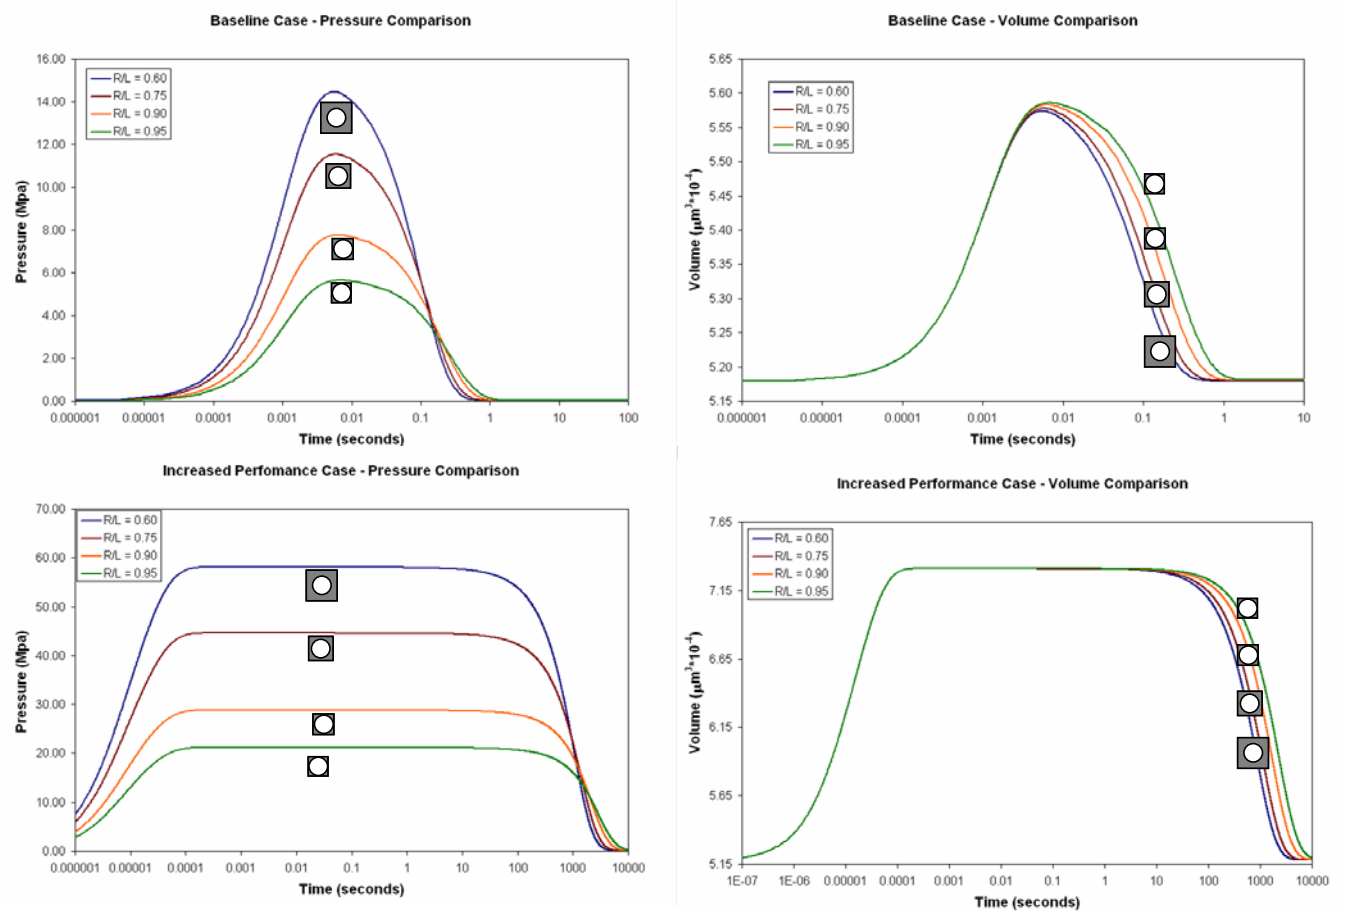 Baseline Case - Pressure Comparison
16.00
14.00
12.00
10.00
8.00
6.00
4.00
2.00
0.00
Pressure (Mpa)
R/L = 0.60
R/L = 0.75
R/L = 0.90
R/L = 0.95
0.000001
0.00001
0.0001
0.001
0.01
0.1
1
10
100
Time (seconds)
Baseline Case - Volume Comparison
5.65
5.60
5.55
5.50
5.45
5.40
5.35
5.30
5.25
5.20
5.15
Volume (μm³*10⁻⁴)
R/L = 0.60
R/L = 0.75
R/L = 0.90
R/L = 0.95
0.000001
0.00001
0.0001
0.001
0.01
0.1
1
10
Time (seconds)
Increased Perfomance Case - Pressure Comparison
70.00
60.00
50.00
40.00
30.00
20.00
10.00
0.00
Pressure (Mpa)
R/L = 0.60
R/L = 0.75
R/L = 0.90
R/L = 0.95
0.000001
0.00001
0.0001
0.001
0.01
0.1
1
10
100
1000
10000
Time (seconds)
Increased Performance Case - Volume Comparison
7.65
7.15
6.65
6.15
5.65
5.15
Volume (μm³*10⁻⁴)
R/L = 0.60
R/L = 0.75
R/L = 0.90
R/L = 0.95
1E-07
1E-06
0.00001
0.0001
0.001
0.01
0.1
1
10
100
1000
10000
Time (seconds)